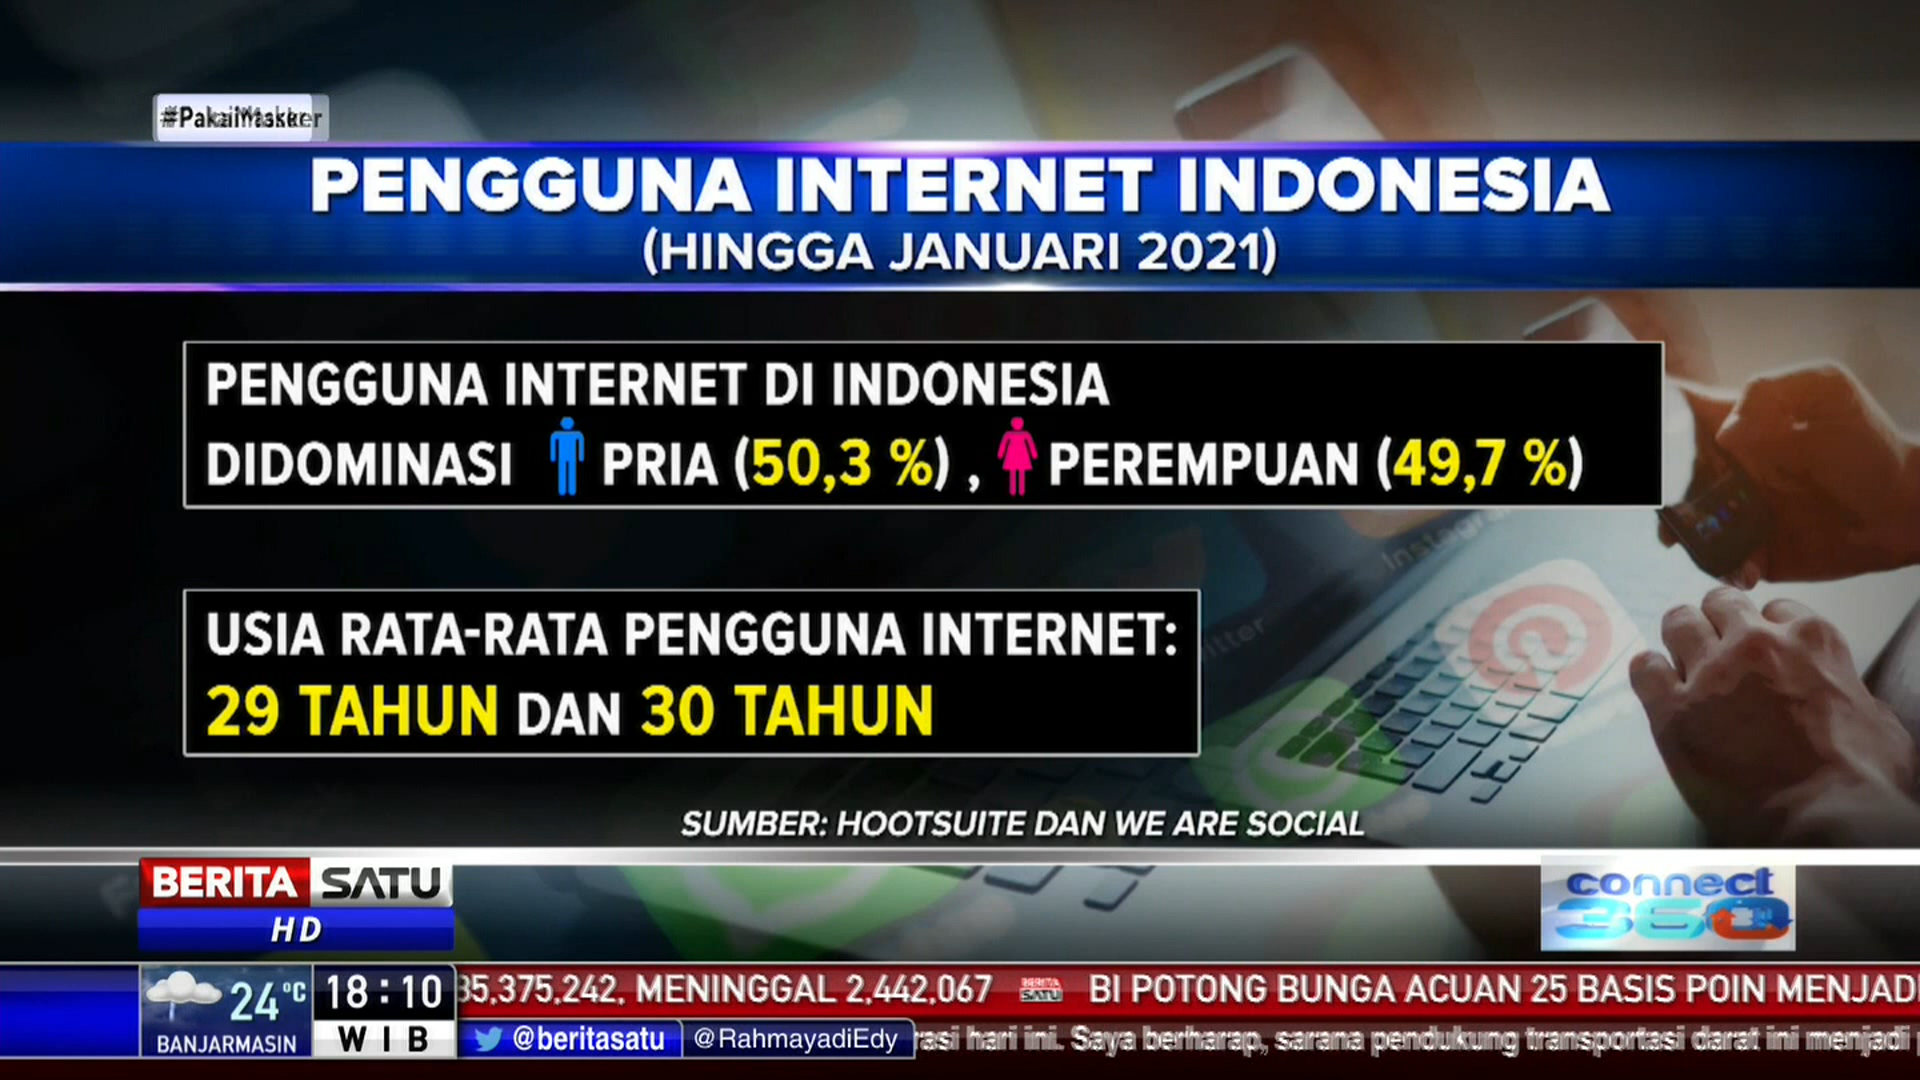 PENGGUNA INTERNET INDONESIA
(HINGGA JANUARI 2021)
PENGGUNA INTERNET DI INDONESIA
DIDOMINASI PRIA (50,3 %) , PEREMPUAN (49,7 %)
USIA RATA-RATA PENGGUNA INTERNET:
29 TAHUN DAN 30 TAHUN
SUMBER: HOOTSUITE DAN WE ARE SOCIAL
BERITA SATU
HD
connect
360
24°C
BANJARMASIN
18:10
WIB
35,375,242, MENINGGAL 2,442,067 BERITA SATU BI POTONG BUNGA ACUAN 25 BASIS POIN MENJADI
@beritasatu @RahmayadiEdy rasi hari ini. Saya berharap, sarana pendukung transportasi darat ini menjadi